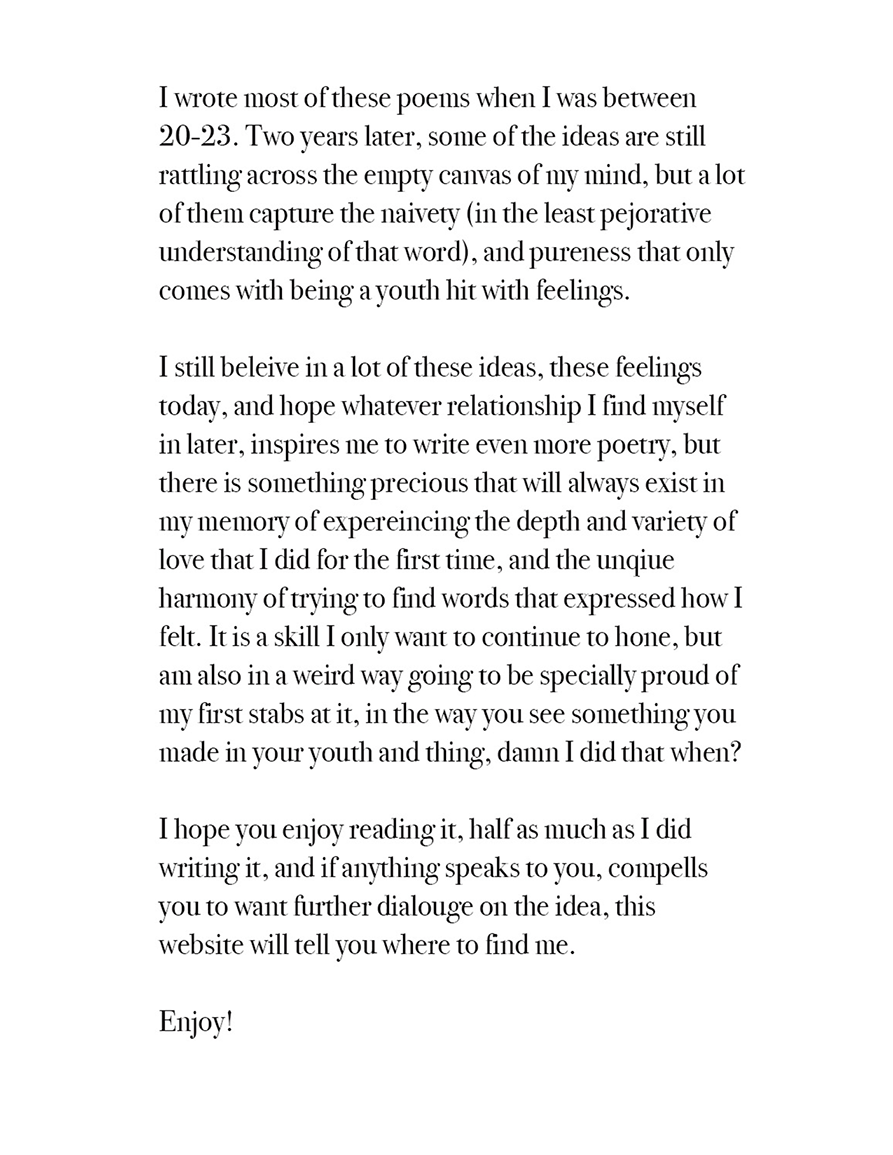 I wrote most of these poems when I was between
20-23. Two years later, some of the ideas are still
rattling across the empty canvas of my mind, but a lot
of them capture the naivety (in the least pejorative
understanding of that word), and pureness that only
comes with being a youth hit with feelings.
I still beleive in a lot of these ideas, these feelings
today, and hope whatever relationship I find myself
in later, inspires me to write even more poetry, but
there is something precious that will always exist in
my memory of expereincing the depth and variety of
love that I did for the first time, and the unqiue
harmony of trying to find words that expressed how I
felt. It is a skill I only want to continue to hone, but
am also in a weird way going to be specially proud of
my first stabs at it, in the way you see something you
made in your youth and thing, damn I did that when?
I hope you enjoy reading it, half as much as I did
writing it, and if anything speaks to you, compells
you to want further dialouge on the idea, this
website will tell you where to find me.
Enjoy!